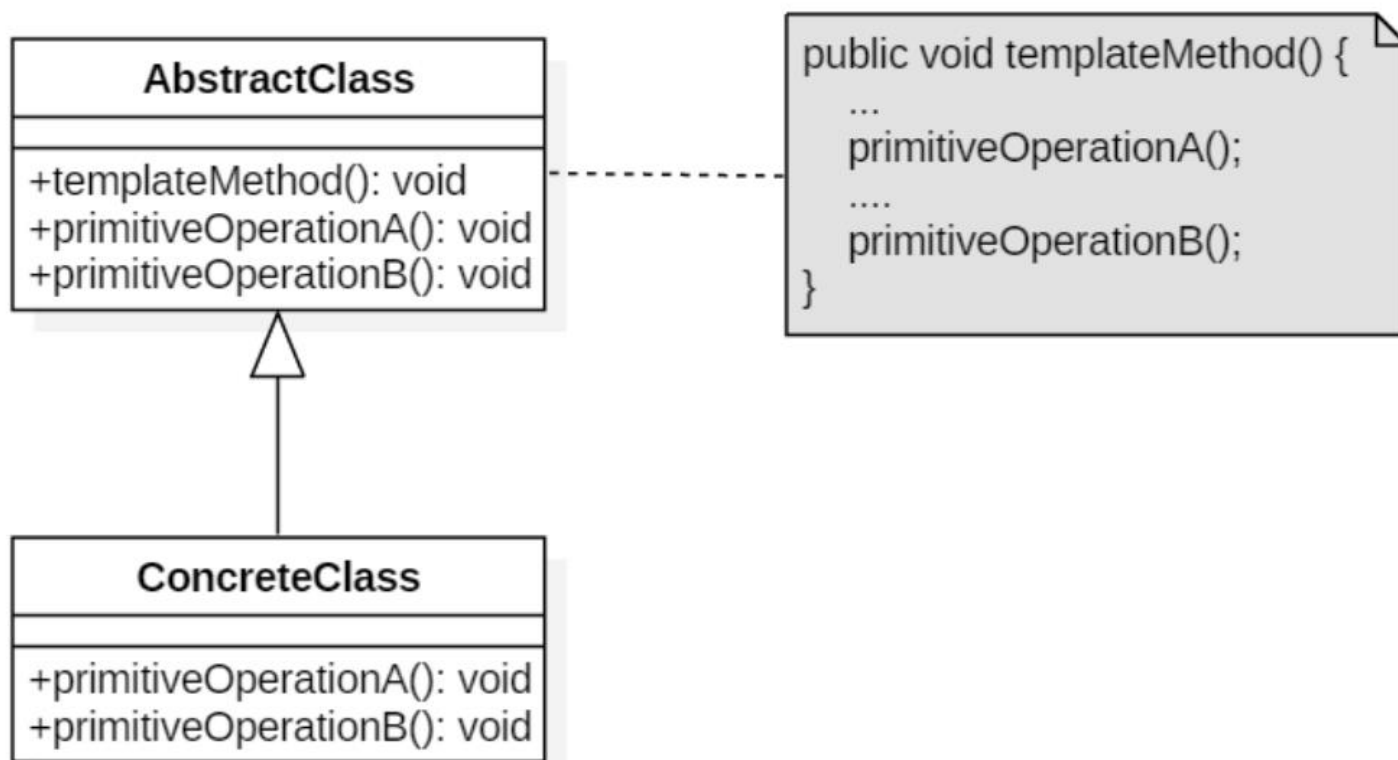 AbstractClass
+templateMethod(): void
+primitiveOperationA(): void
+primitiveOperationB(): void
public void templateMethod() {
...
primitiveOperationA();
....
primitiveOperationB();
}
ConcreteClass
+primitiveOperationA(): void
+primitiveOperationB(): void